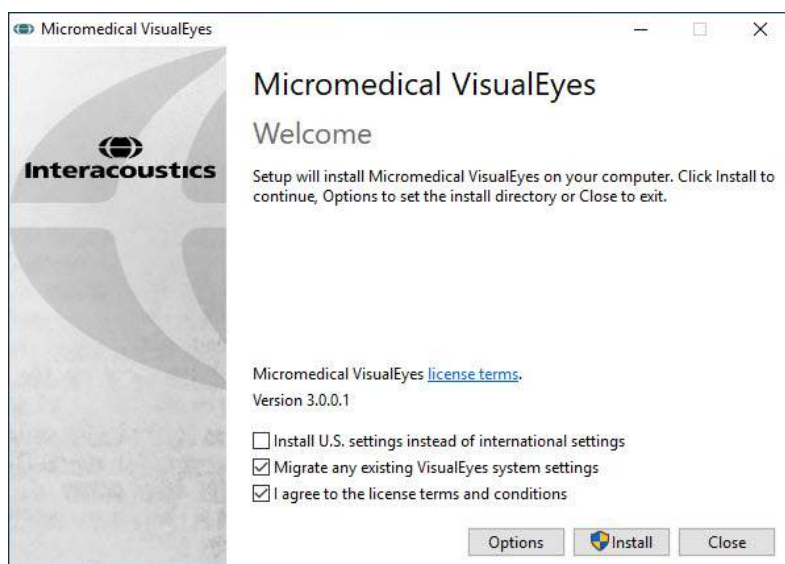 Micromedical VisualEyes
Interacoustics
Micromedical VisualEyes
Welcome
Setup will install Micromedical VisualEyes on your computer. Click Install to
continue, Options to set the install directory or Close to exit.
Micromedical VisualEyes license terms.
Version 3.0.0.1
Install U.S. settings instead of international settings
Migrate any existing VisualEyes system settings
I agree to the license terms and conditions
Options Install Close